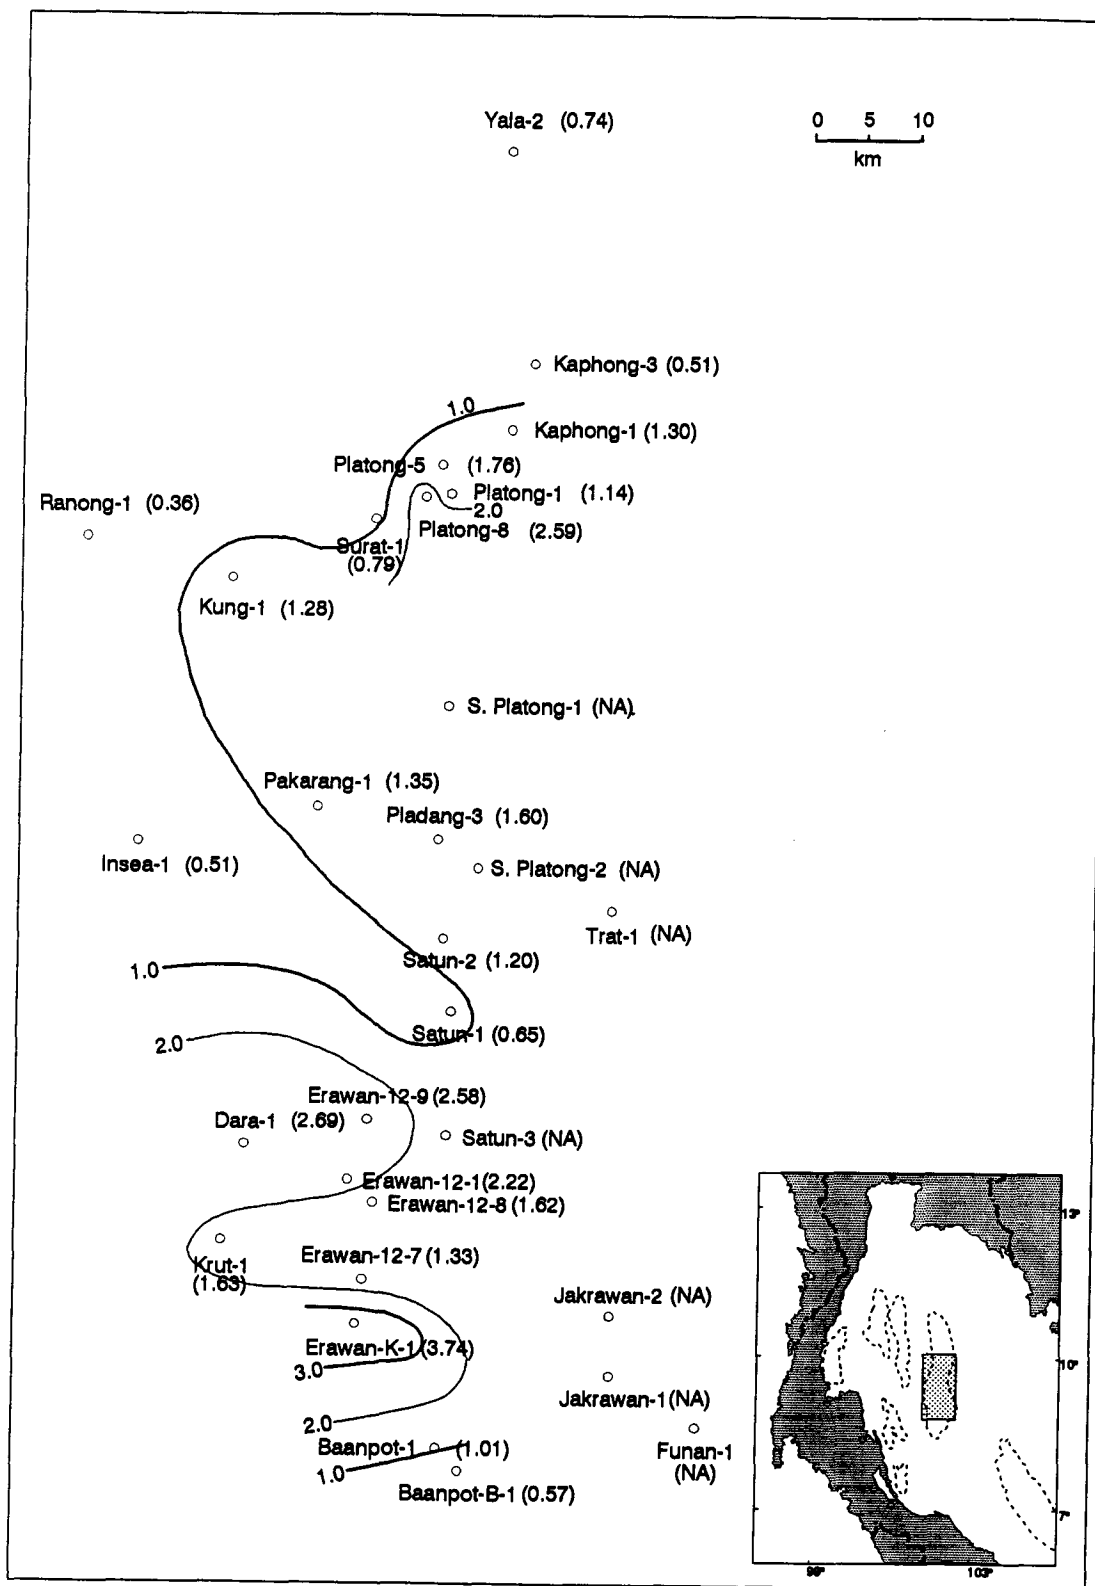 Yala-2 (0.74)
0 5 10
km
Kaphong-3 (0.51)
1.0
Kaphong-1 (1.30)
Platong-5 (1.76)
Ranong-1 (0.36)
Platong-1 (1.14)
2.0
Platong-8 (2.59)
Surat-1
(0.79)
Kung-1 (1.28)
S. Platong-1 (NA)
Pakarang-1 (1.35)
Pladang-3 (1.60)
Insea-1 (0.51)
S. Platong-2 (NA)
Trat-1 (NA)
Satun-2 (1.20)
1.0
Satun-1 (0.65)
2.0
Erawan-12-9 (2.58)
Dara-1 (2.69)
Satun-3 (NA)
Erawan-12-1 (2.22)
Erawan-12-8 (1.62)
13°
Krut-1
(1.63)
Erawan-12-7 (1.33)
Jakrawan-2 (NA)
Erawan-K-1 (3.74)
10°
3.0
Jakrawan-1 (NA)
2.0
Baanpot-1 (1.01)
Funan-1
(NA)
1.0
Baanpot-B-1 (0.57)
7°
99°
103°